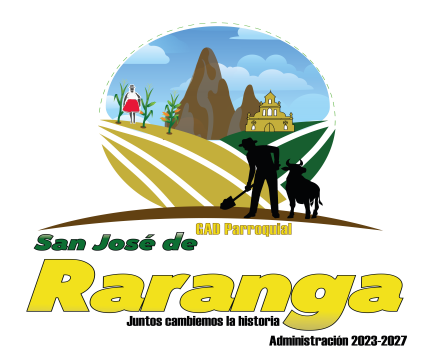 GAD Parroquial
San José de
Raranga
Juntos cambiemos la historia
Administración 2023-2027